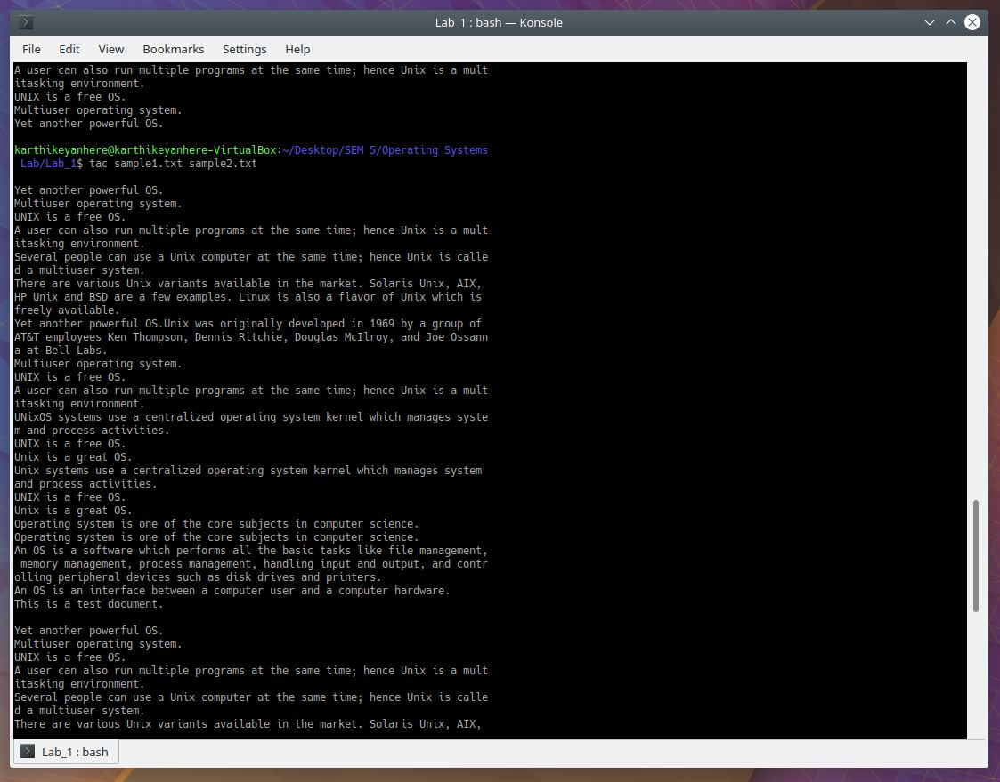 Lab_1 : bash — Konsole
File Edit View Bookmarks Settings Help
A user can also run multiple programs at the same time; hence Unix is a mult
itasking environment.
UNIX is a free OS.
Multiuser operating system.
Yet another powerful OS.
karthikeyanhere@karthikeyanhere-VirtualBox:~/Desktop/SEM 5/Operating Systems
Lab/Lab_1$ tac sample1.txt sample2.txt
Yet another powerful OS.
Multiuser operating system.
UNIX is a free OS.
A user can also run multiple programs at the same time; hence Unix is a mult
itasking environment.
Several people can use a Unix computer at the same time; hence Unix is calle
d a multiuser system.
There are various Unix variants available in the market. Solaris Unix, AIX,
HP Unix and BSD are a few examples. Linux is also a flavor of Unix which is
freely available.
Yet another powerful OS.Unix was originally developed in 1969 by a group of
AT&T employees Ken Thompson, Dennis Ritchie, Douglas McIlroy, and Joe Ossann
a at Bell Labs.
Multiuser operating system.
UNIX is a free OS.
A user can also run multiple programs at the same time; hence Unix is a mult
itasking environment.
UNixOS systems use a centralized operating system kernel which manages syste
m and process activities.
UNIX is a free OS.
Unix is a great OS.
Unix systems use a centralized operating system kernel which manages system
and process activities.
UNIX is a free OS.
Unix is a great OS.
Operating system is one of the core subjects in computer science.
Operating system is one of the core subjects in computer science.
An OS is a software which performs all the basic tasks like file management,
memory management, process management, handling input and output, and contr
olling peripheral devices such as disk drives and printers.
An OS is an interface between a computer user and a computer hardware.
This is a test document.
Yet another powerful OS.
Multiuser operating system.
UNIX is a free OS.
A user can also run multiple programs at the same time; hence Unix is a mult
itasking environment.
Several people can use a Unix computer at the same time; hence Unix is calle
d a multiuser system.
There are various Unix variants available in the market. Solaris Unix, AIX,
Lab_1 : bash